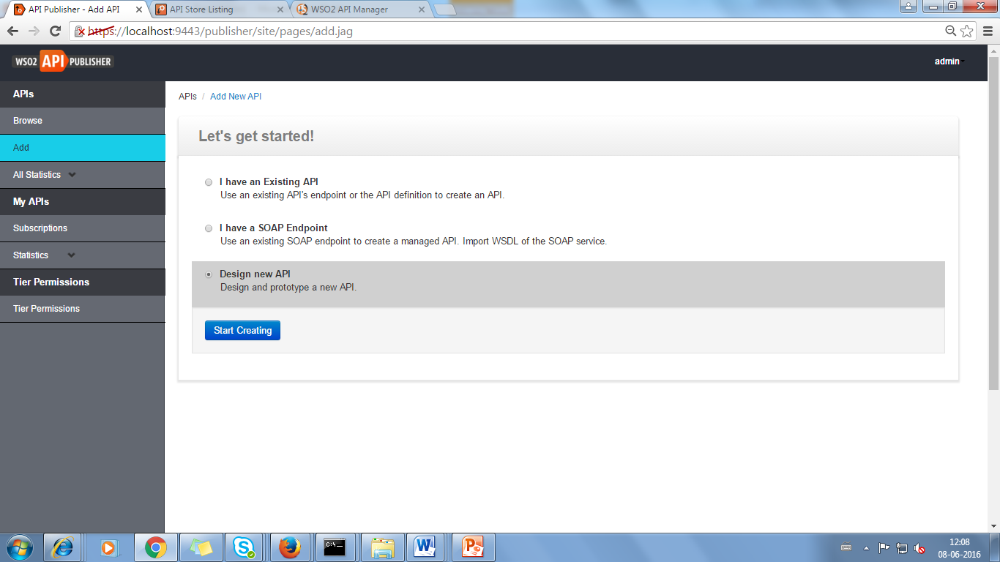 API Publisher - Add API
API Store Listing
WSO2 API Manager
https://localhost:9443/publisher/site/pages/add.jag
WSO2 API PUBLISHER
admin
APIs
Browse
Add
All Statistics
My APIs
Subscriptions
Statistics
Tier Permissions
Tier Permissions
APIs / Add New API
Let's get started!
I have an Existing API
Use an existing API's endpoint or the API definition to create an API.
I have a SOAP Endpoint
Use an existing SOAP endpoint to create a managed API. Import WSDL of the SOAP service.
Design new API
Design and prototype a new API.
Start Creating
12:08
08-06-2016